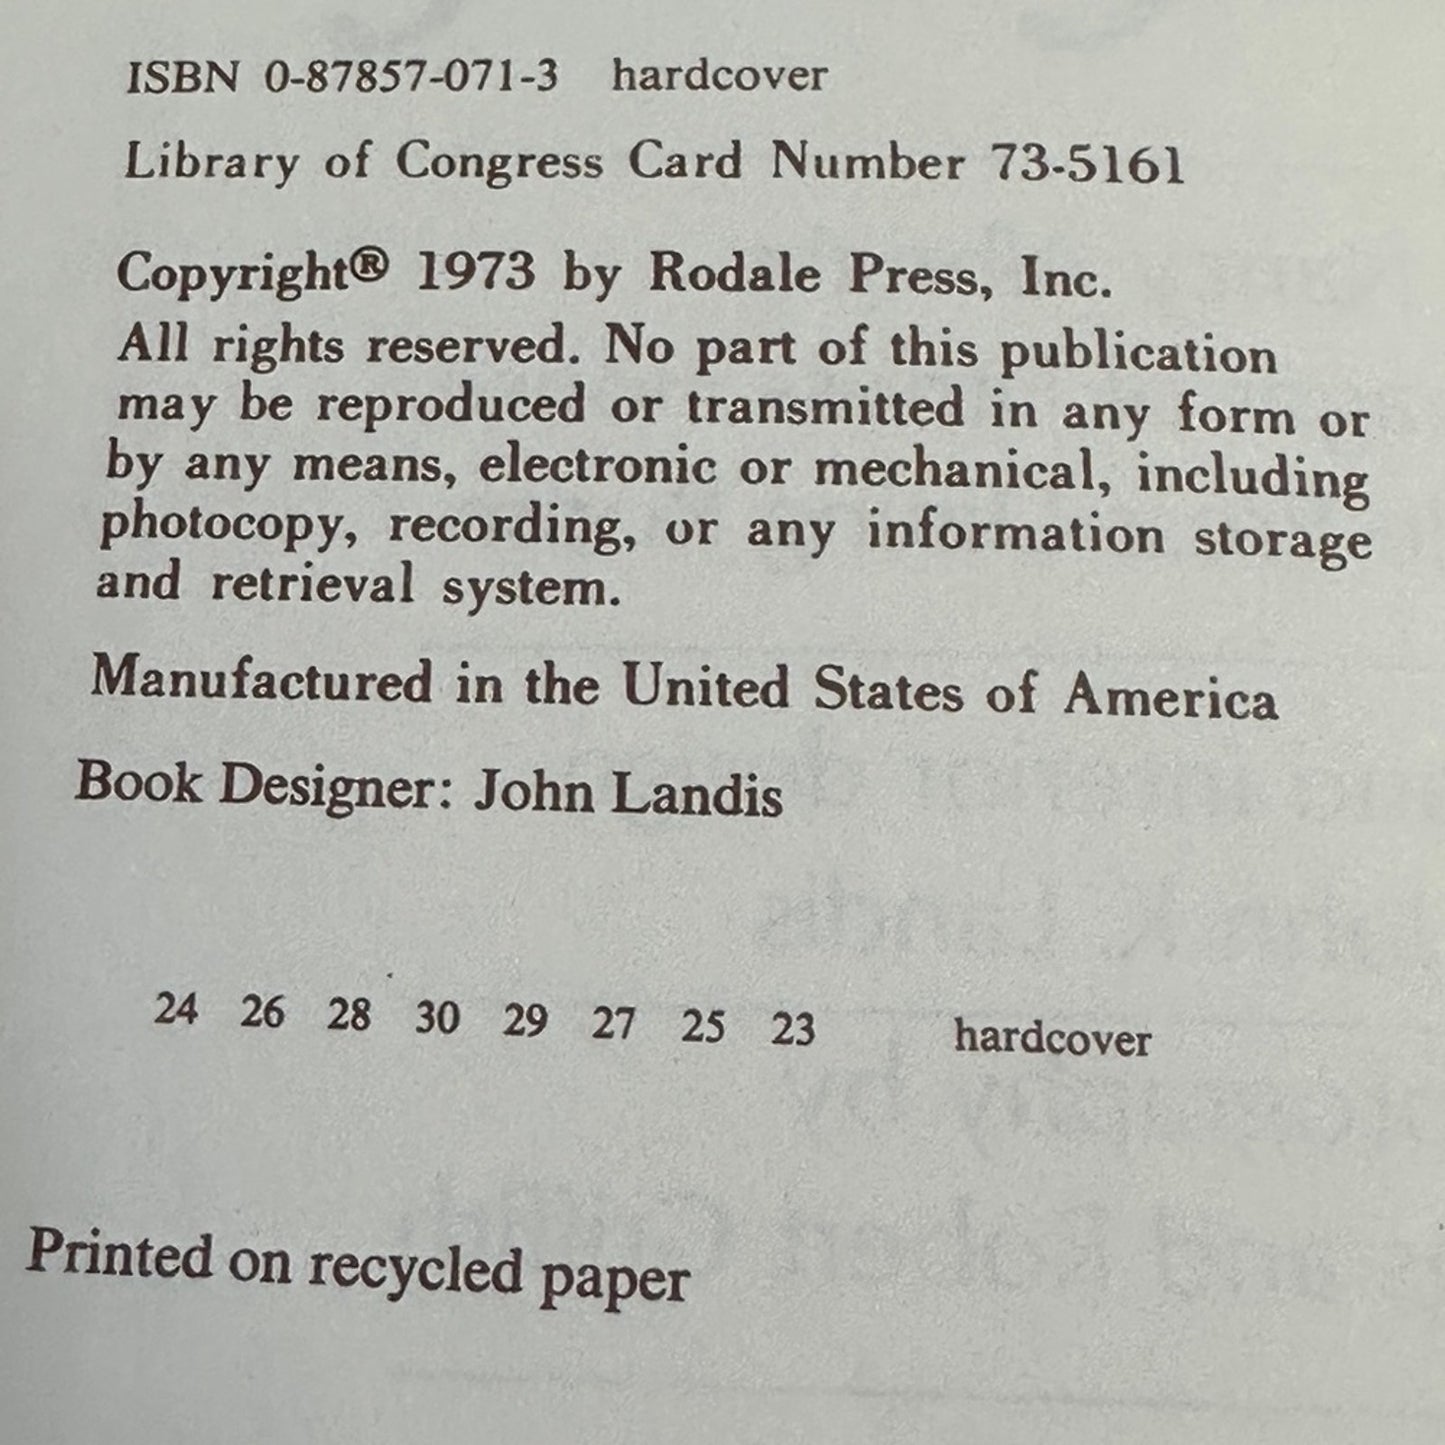 ISBN 0-87857-071-3 hardcover
Library of Congress Card Number 73-5161
Copyright® 1973 by Rodale Press, Inc.
All rights reserved. No part of this publication
may be reproduced or transmitted in any form or
by any means, electronic or mechanical, including
photocopy, recording, or any information storage
and retrieval system.
Manufactured in the United States of America
Book Designer: John Landis
24 26 28 30 29 27 25 23 hardcover
Printed on recycled paper